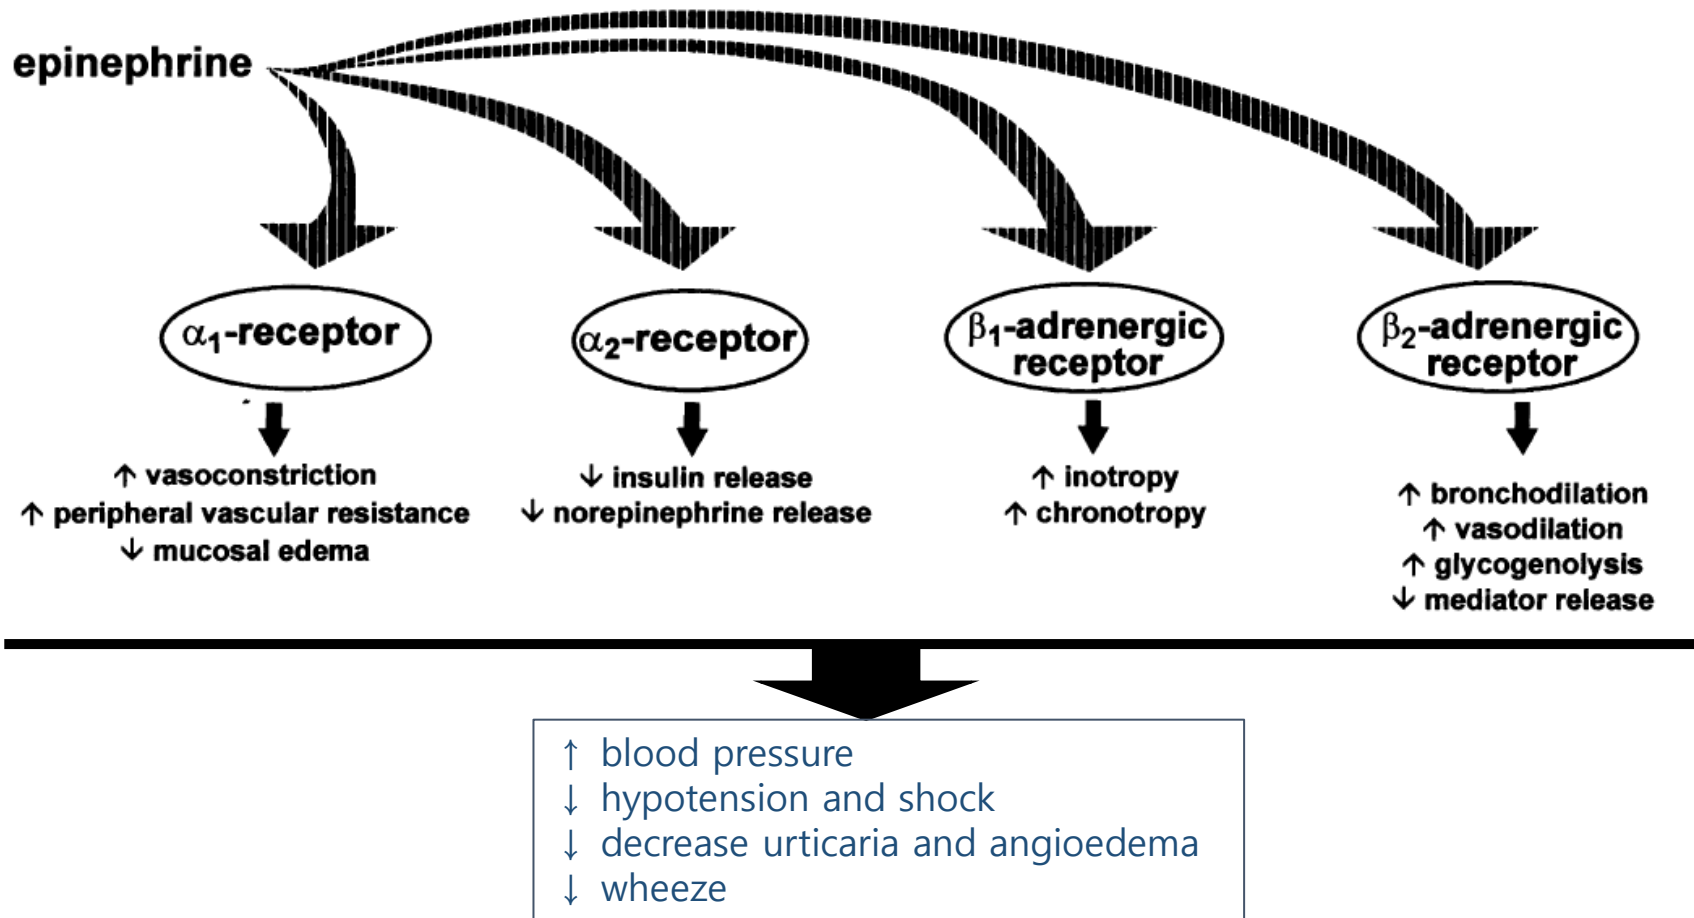 epinephrine
α1-receptor
α2-receptor
β1-adrenergic
receptor
β2-adrenergic
receptor
↑ vasoconstriction
↑ peripheral vascular resistance
↓ mucosal edema
↓ insulin release
↓ norepinephrine release
↑ inotropy
↑ chronotropy
↑ bronchodilation
↑ vasodilation
↑ glycogenolysis
↓ mediator release
↑ blood pressure
↓ hypotension and shock
↓ decrease urticaria and angioedema
↓ wheeze